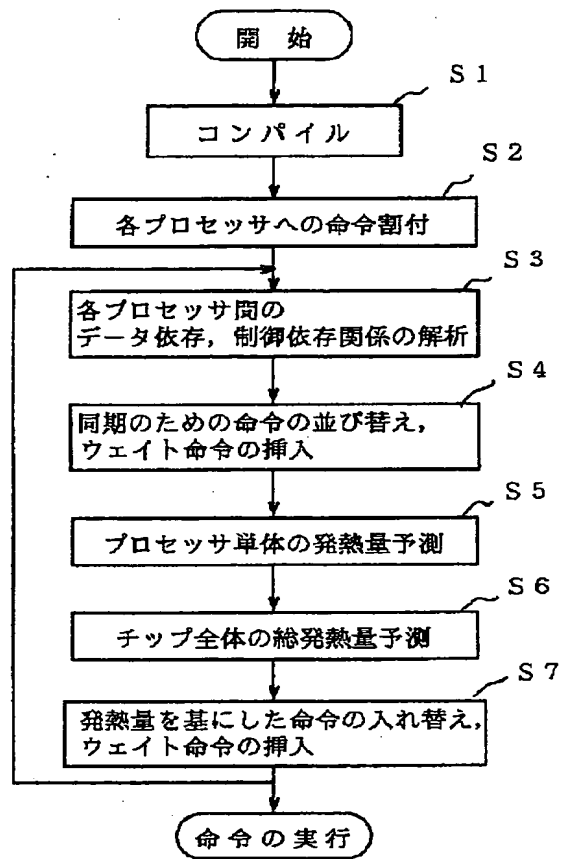 開 始
S1
コンパイル
S2
各プロセッサへの命令割付
S3
各プロセッサ間の
データ依存，制御依存関係の解析
S4
同期のための命令の並び替え，
ウェイト命令の挿入
S5
プロセッサ単体の発熱量予測
S6
チップ全体の総発熱量予測
S7
発熱量を基にした命令の入れ替え，
ウェイト命令の挿入
命令の実行